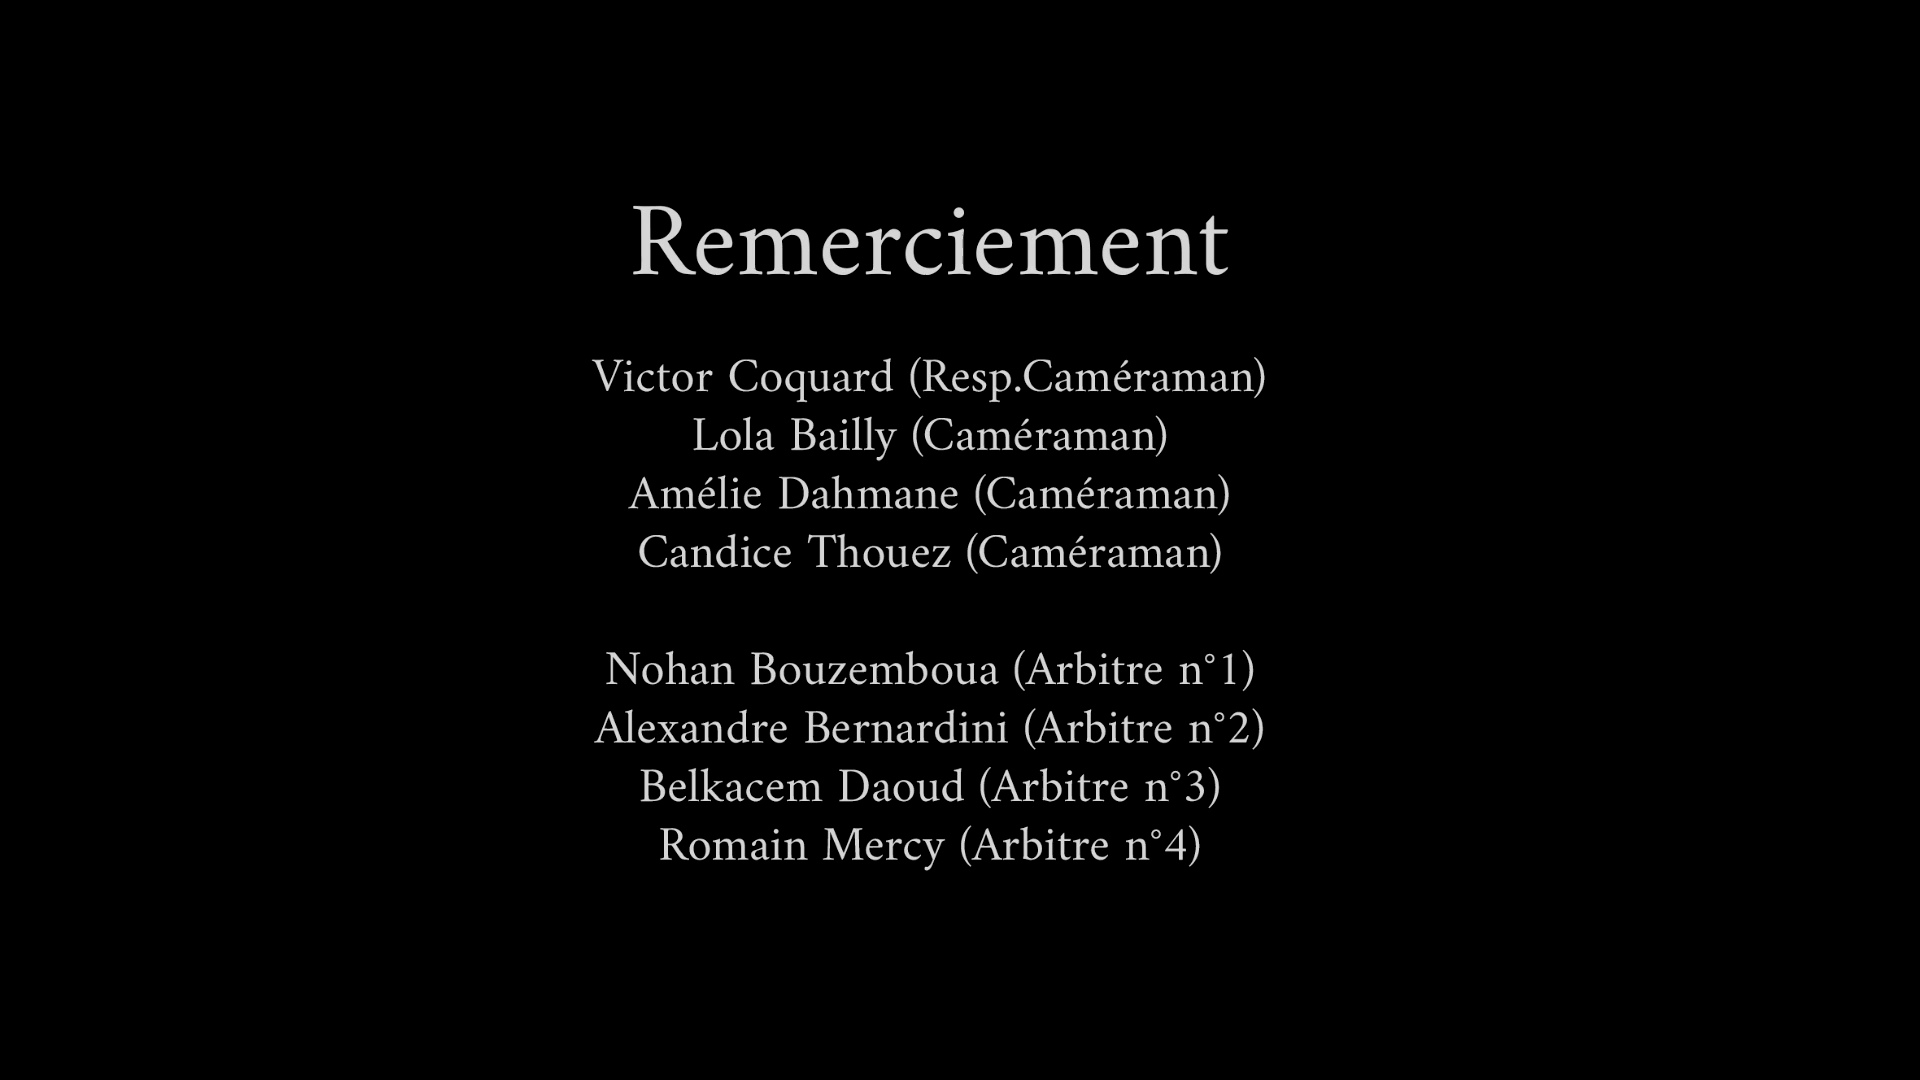 Remerciement
Victor Coquard (Resp.Caméraman)
Lola Bailly (Caméraman)
Amélie Dahmane (Caméraman)
Candice Thouez (Caméraman)
Nohan Bouzemboua (Arbitre n°1)
Alexandre Bernardini (Arbitre n°2)
Belkacem Daoud (Arbitre n°3)
Romain Mercy (Arbitre n°4)